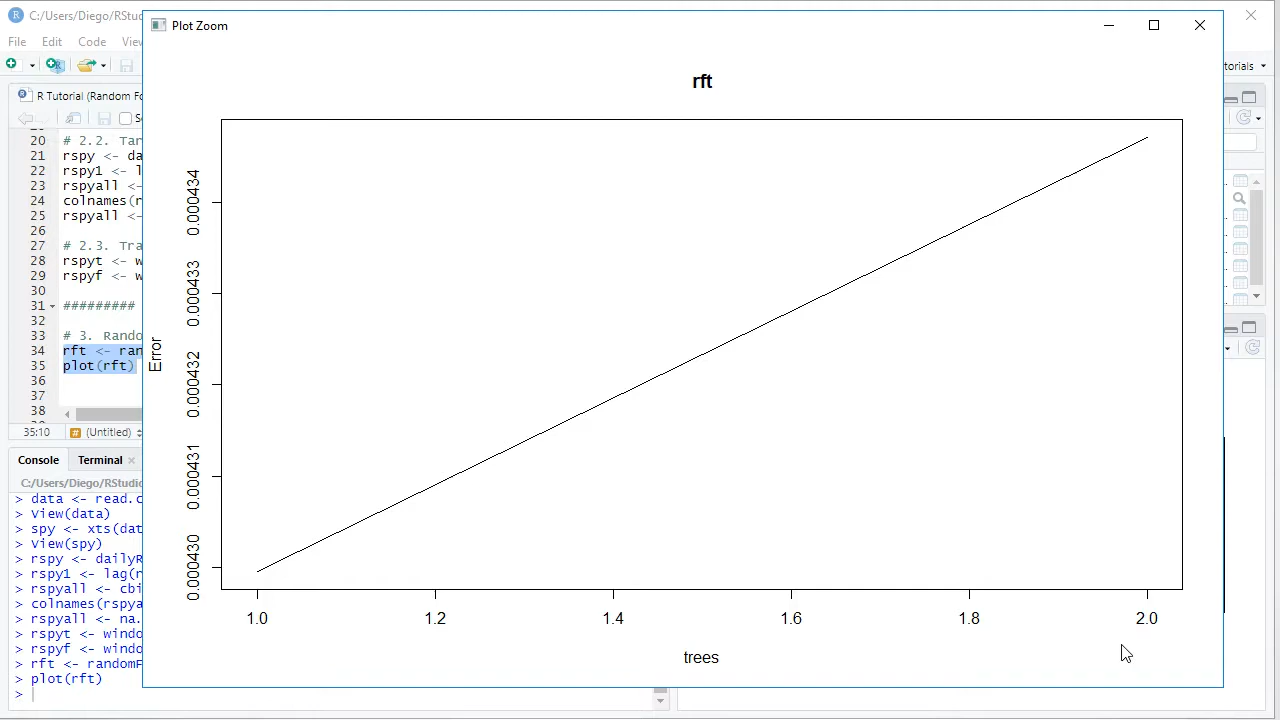 C:/Users/Diego/RStu
Plot Zoom
File Edit Code View
torials
R Tutorial (Random Fo
rft
20 # 2.2. Tar
21 rspy <- da
22 rspy1 <- l
23 rspyall <-
24 colnames(r
25 rspyall <-
26
27 # 2.3. Tra
28 rspyt <- w
29 rspyf <- w
30
31 #########
32
33 # 3. Rando
34 rft <- ran
35 plot(rft)
36
37
38
35:10 (Untitled)
Console Terminal
C:/Users/Diego/RStudio
> data <- read.c
> View(data)
> spy <- xts(dat
> View(spy)
> rspy <- dailyR
> rspy1 <- lag(r
> rspyall <- cbi
> colnames(rspya
> rspyall <- na.
> rspyt <- windo
> rspyf <- windo
> rft <- randomF
> plot(rft)
>
Error
0.000434
0.000433
0.000432
0.000431
0.000430
1.0 1.2 1.4 1.6 1.8 2.0
trees